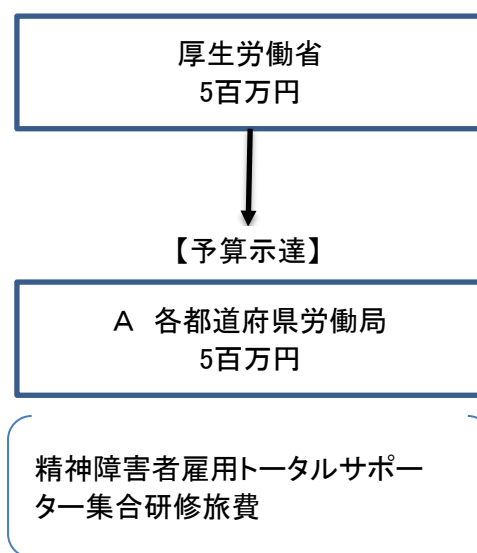 厚生労働省
5百万円
【予算示達】
A　各都道府県労働局
5百万円
精神障害者雇用トータルサポー
ター集合研修旅費